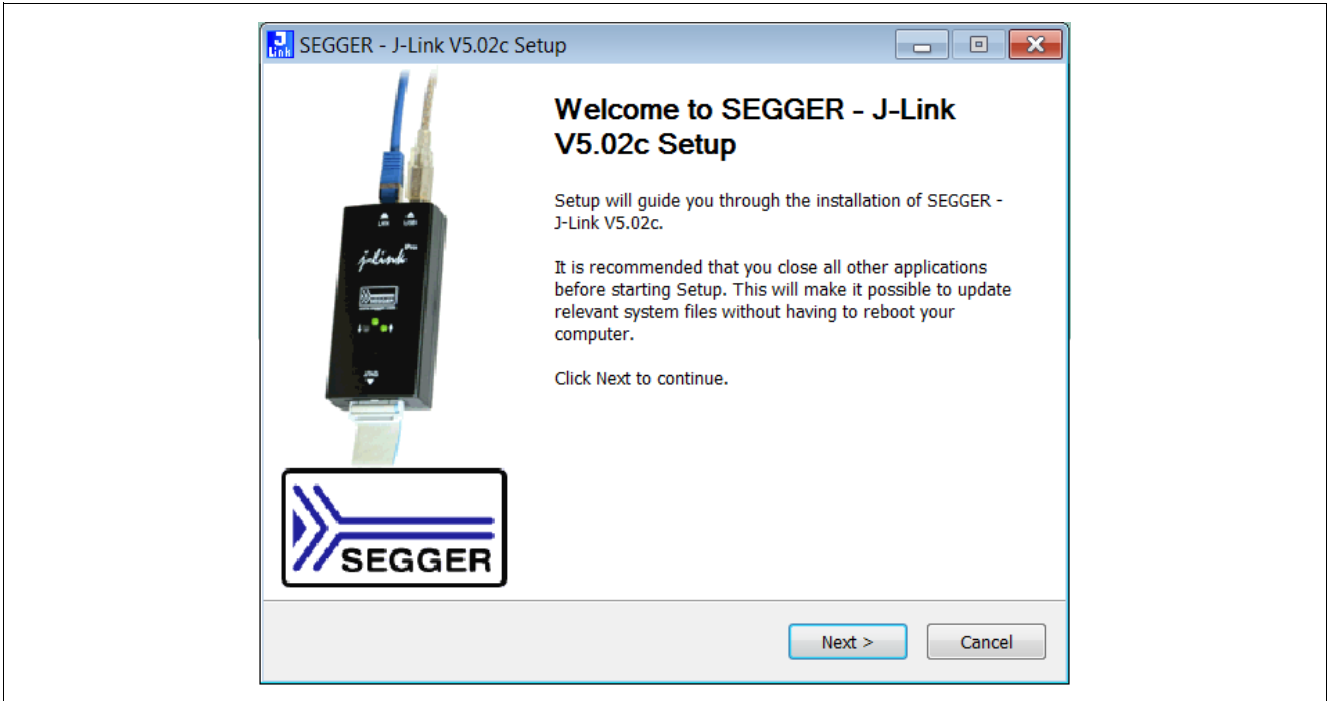 SEGGER - J-Link V5.02c Setup
Welcome to SEGGER - J-Link
V5.02c Setup
Setup will guide you through the installation of SEGGER -
J-Link V5.02c.
It is recommended that you close all other applications
before starting Setup. This will make it possible to update
relevant system files without having to reboot your
computer.
Click Next to continue.
J-Link
SEGGER
Next >
Cancel